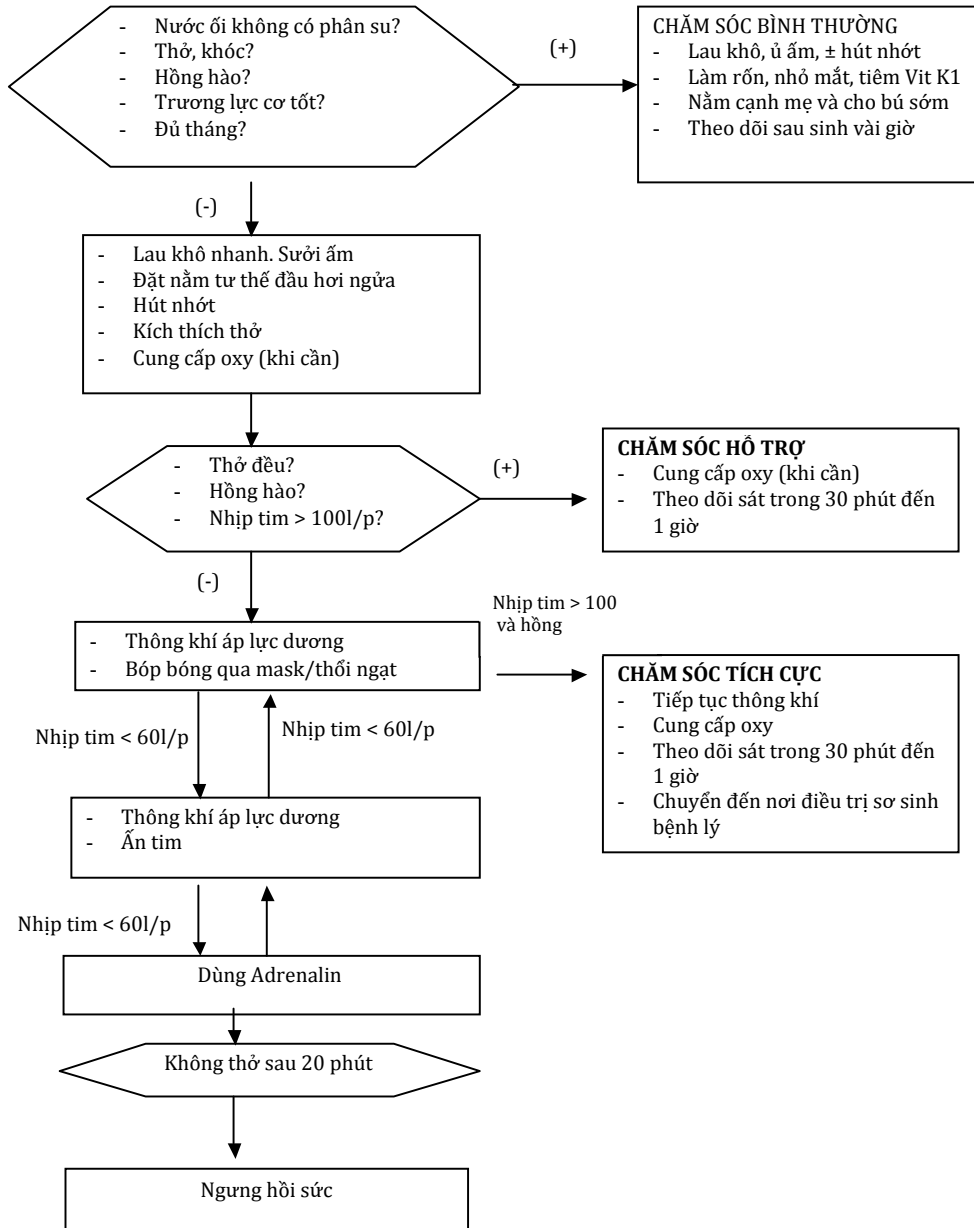 - Nước ối không có phân su?
- Thở, khóc?
- Hồng hào?
- Trương lực cơ tốt?
- Đủ tháng?
(+)
CHĂM SÓC BÌNH THƯỜNG
- Lau khô, ủ ấm, ± hút nhớt
- Làm rốn, nhỏ mắt, tiêm Vit K1
- Nằm cạnh mẹ và cho bú sớm
- Theo dõi sau sinh vài giờ
(-)
- Lau khô nhanh. Sưởi ấm
- Đặt nằm tư thế đầu hơi ngửa
- Hút nhớt
- Kích thích thở
- Cung cấp oxy (khi cần)
- Thở đều?
- Hồng hào?
- Nhịp tim > 100l/p?
(+)
CHĂM SÓC HỖ TRỢ
- Cung cấp oxy (khi cần)
- Theo dõi sát trong 30 phút đến
1 giờ
(-)
Nhịp tim > 100
và hồng
- Thông khí áp lực dương
- Bóp bóng qua mask/thổi ngạt
CHĂM SÓC TÍCH CỰC
- Tiếp tục thông khí
- Cung cấp oxy
- Theo dõi sát trong 30 phút đến
1 giờ
- Chuyển đến nơi điều trị sơ sinh
bệnh lý
Nhịp tim < 60l/p
Nhịp tim < 60l/p
- Thông khí áp lực dương
- Ấn tim
Nhịp tim < 60l/p
Dùng Adrenalin
Không thở sau 20 phút
Ngưng hồi sức